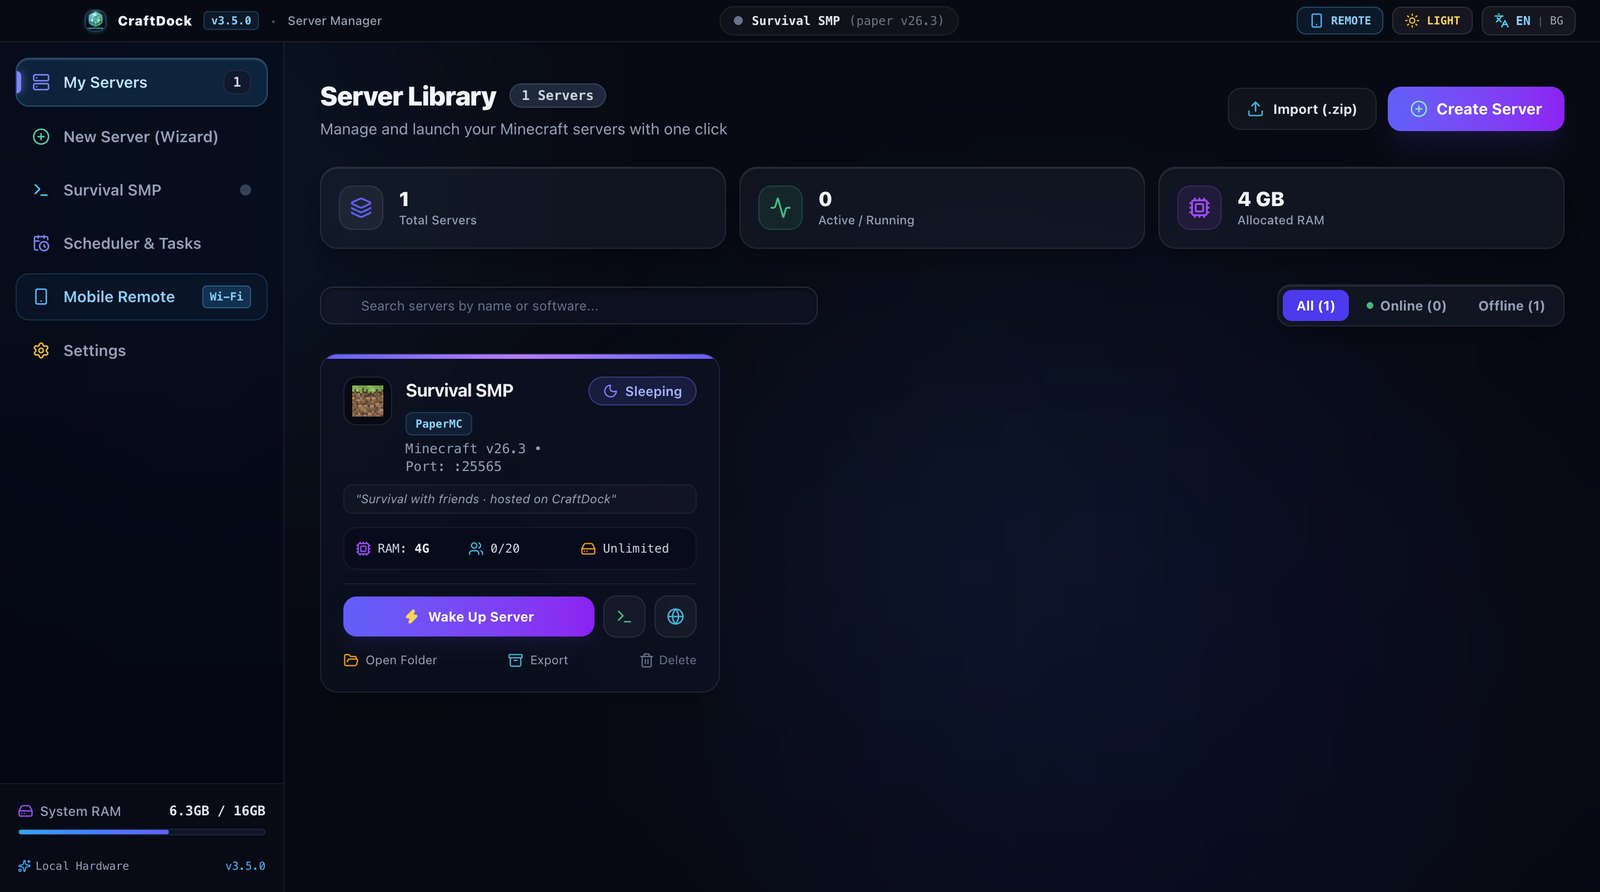 CraftDock v3.5.0 · Server Manager
Survival SMP (paper v26.3)
REMOTE
LIGHT
EN | BG
My Servers 1
New Server (Wizard)
Survival SMP
Scheduler & Tasks
Mobile Remote Wi-Fi
Settings
System RAM 6.3GB / 16GB
Local Hardware v3.5.0
Server Library 1 Servers
Manage and launch your Minecraft servers with one click
Import (.zip)
Create Server
1
Total Servers
0
Active / Running
4 GB
Allocated RAM
Search servers by name or software...
All (1) Online (0) Offline (1)
Survival SMP
Sleeping
PaperMC
Minecraft v26.3 •
Port: :25565
"Survival with friends · hosted on CraftDock"
RAM: 4G 0/20 Unlimited
Wake Up Server
Open Folder Export Delete